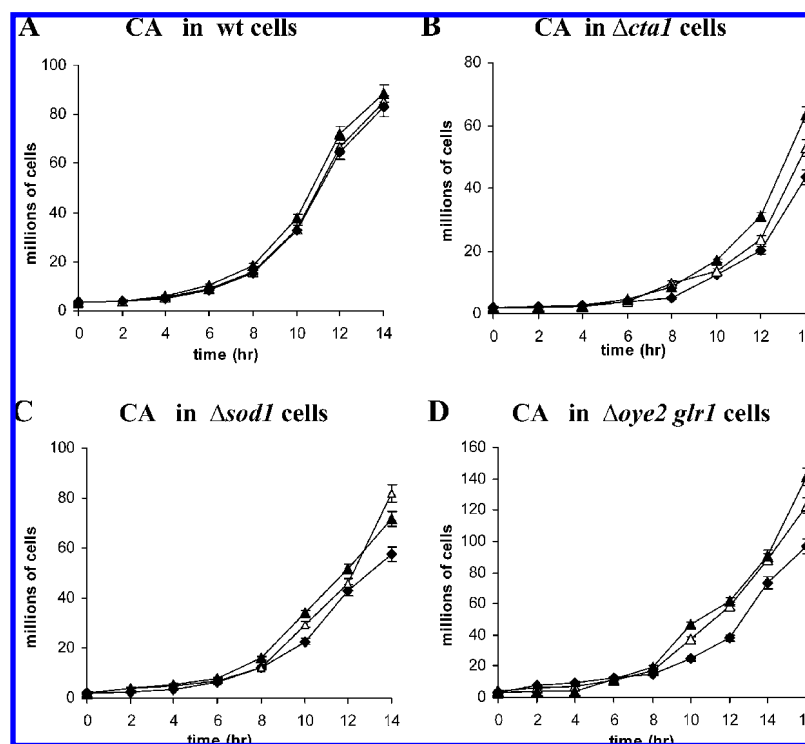 A CA in wt cells
millions of cells
100
80
60
40
20
0
0 2 4 6 8 10 12 14
time (hr)
B CA in Δcta1 cells
millions of cells
80
60
40
20
0
0 2 4 6 8 10 12
time (hr)
C CA in Δsod1 cells
millions of cells
100
80
60
40
20
0
0 2 4 6 8 10 12 14
time (hr)
D CA in Δoye2 glr1 cells
millions of cells
160
140
120
100
80
60
40
20
0
0 2 4 6 8 10 12 14
time (hr)